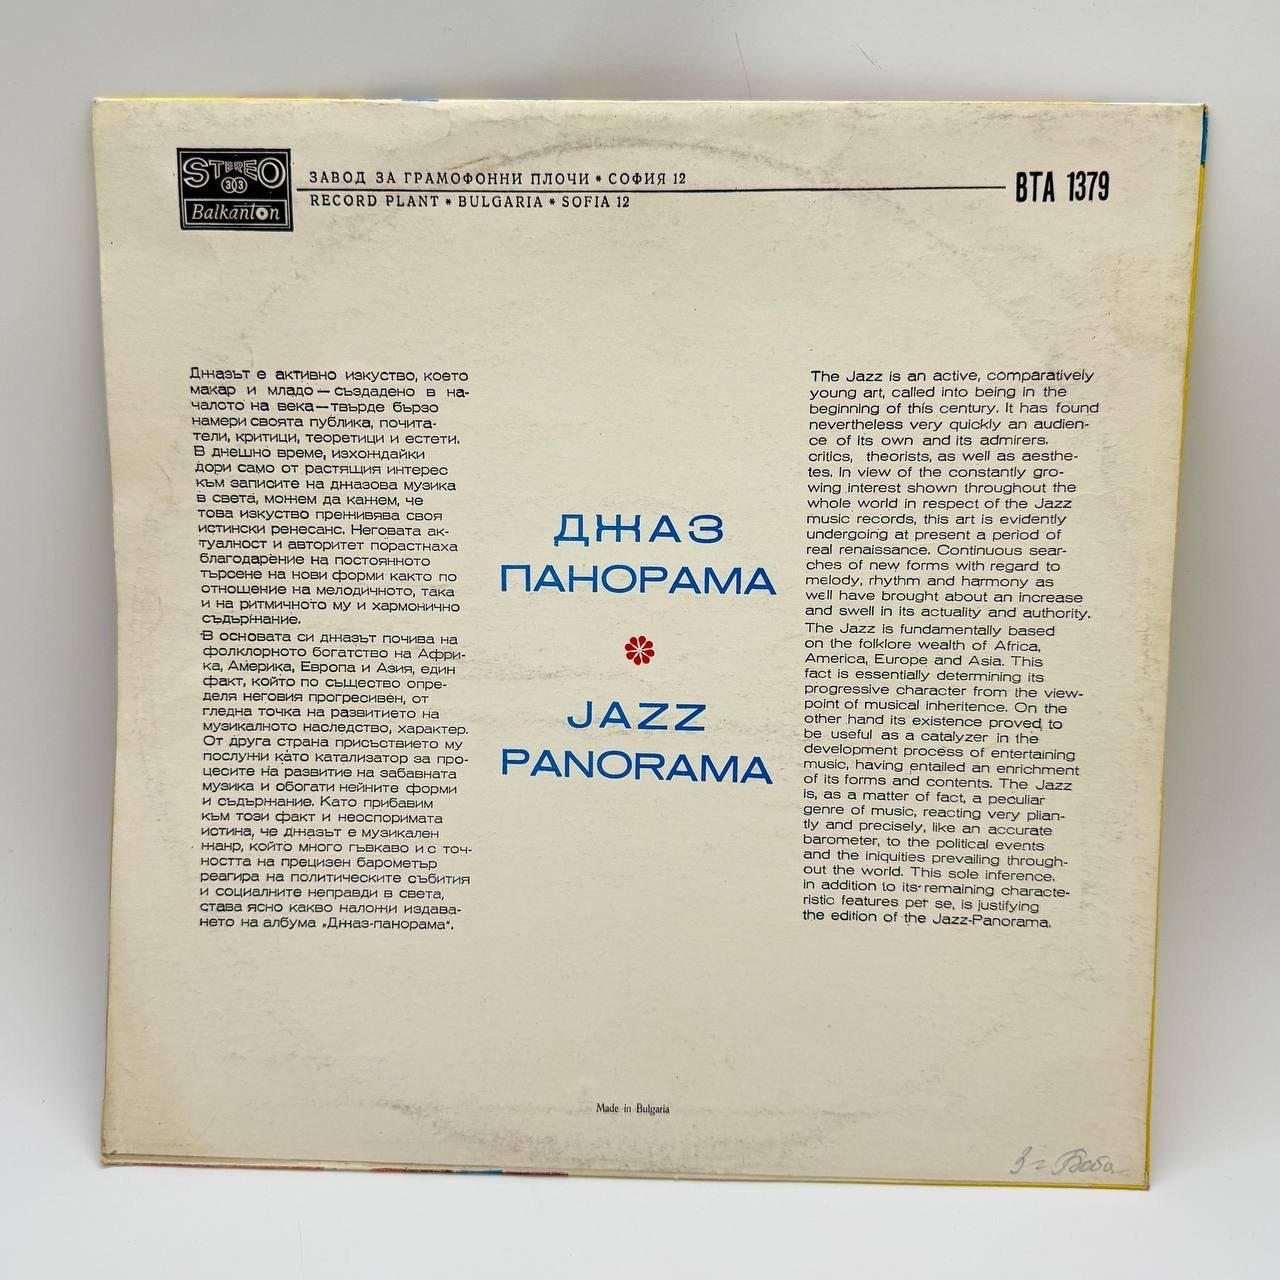 STEREO
33
Balkanton
ЗАВОД ЗА ГРАМОФОННИ ПЛОЧИ * СОФИЯ 12
RECORD PLANT * BULGARIA * SOFIA 12
ВТА 1379
Джазът е активно изкуство, което
макар и младо — създадено в на-
чалото на века — твърде бързо
намери своята публика, почита-
тели, критици, теоретици и естети.
В днешно време, изхождайки
дори само от растящия интерес
към записите на джазова музика
в света, можем да кажем, че
това изкуство преживява своя
истински ренесанс. Неговата ак-
туалност и авторитет порастнаха
благодарение на постоянното
търсене на нови форми както по
отношение на мелодичното, така
и на ритмичното му и хармонично
съдържание.
В основата си джазът почива на
фолклорното богатство на Афри-
ка, Америка, Европа и Азия, един
факт, който по същество опре-
деля неговия прогресивен, от
гледна точка на развитието на
музикалното наследство, характер.
От друга страна присъствието му
послужи като катализатор за про-
цесите на развитие на забавната
музика и обогати нейните форми
и съдържание. Като прибавим
към този факт и неоспоримата
истина, че джазът е музикален
жанр, който много гъвкаво и с точ-
ността на прецизен барометър
реагира на политическите събития
и социалните неправди в света,
става ясно какво наложи издава-
нето на албума „Джаз-панорама".
ДЖАЗ
ПАНОРАМА
JAZZ
PANORAMA
The Jazz is an active, comparatively
young art, called into being in the
beginning of this century. It has found
nevertheless very quickly an audien-
ce of its own and its admirers,
critics, theorists, as well as aesthe-
tes. In view of the constantly gro-
wing interest shown throughout the
whole world in respect of the Jazz
music records, this art is evidently
undergoing at present a period of
real renaissance. Continuous sear-
ches of new forms with regard to
melody, rhythm and harmony as
well have brought about an increase
and swell in its actuality and authority.
The Jazz is fundamentally based
on the folklore wealth of Africa,
America, Europe and Asia. This
fact is essentially determining its
progressive character from the view-
point of musical inheritence. On the
other hand its existence proved to
be useful as a catalyzer in the
development process of entertaining
music, having entailed an enrichment
of its forms and contents. The Jazz
is, as a matter of fact, a peculiar
genre of music, reacting very plian-
tly and precisely, like an accurate
barometer, to the political events
and the iniquities prevailing through-
out the world. This sole inference,
in addition to its remaining characte-
ristic features per se, is justifying
the edition of the Jazz-Panorama.
Made in Bulgaria